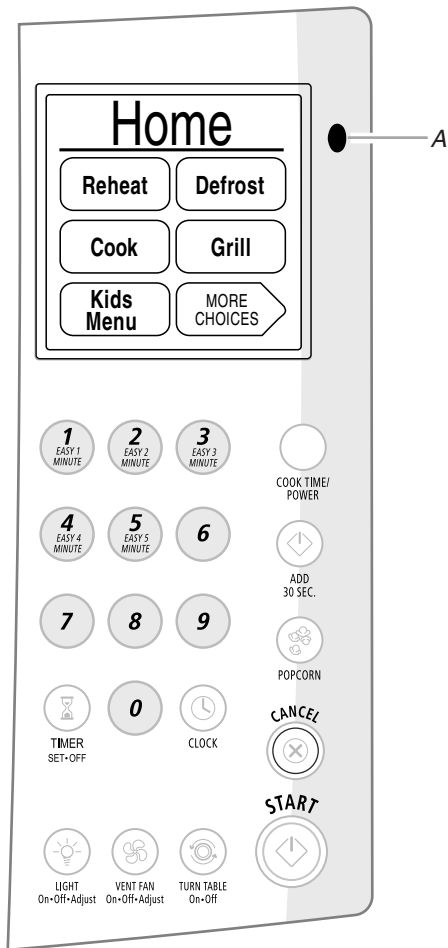 Home
A
Reheat
Defrost
Cook
Grill
Kids
Menu
MORE
CHOICES
1
EASY 1
MINUTE
2
EASY 2
MINUTE
3
EASY 3
MINUTE
COOK TIME/
POWER
4
EASY 4
MINUTE
5
EASY 5
MINUTE
6
ADD
30 SEC.
7
8
9
POPCORN
TIMER
SET•OFF
0
CLOCK
CANCEL
START
LIGHT
On•Off•Adjust
VENT FAN
On•Off•Adjust
TURN TABLE
On•Off